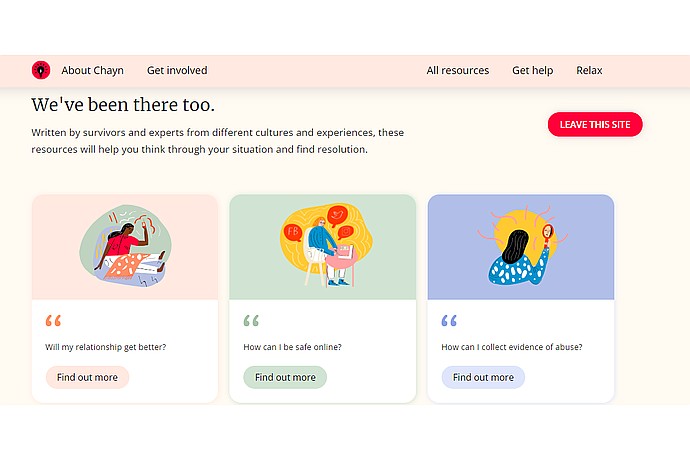 About Chayn
Get involved
All resources
Get help
Relax
We've been there too.
Written by survivors and experts from different cultures and experiences, these
resources will help you think through your situation and find resolution.
LEAVE THIS SITE
FB
“
Will my relationship get better?
Find out more
“
How can I be safe online?
Find out more
“
How can I collect evidence of abuse?
Find out more